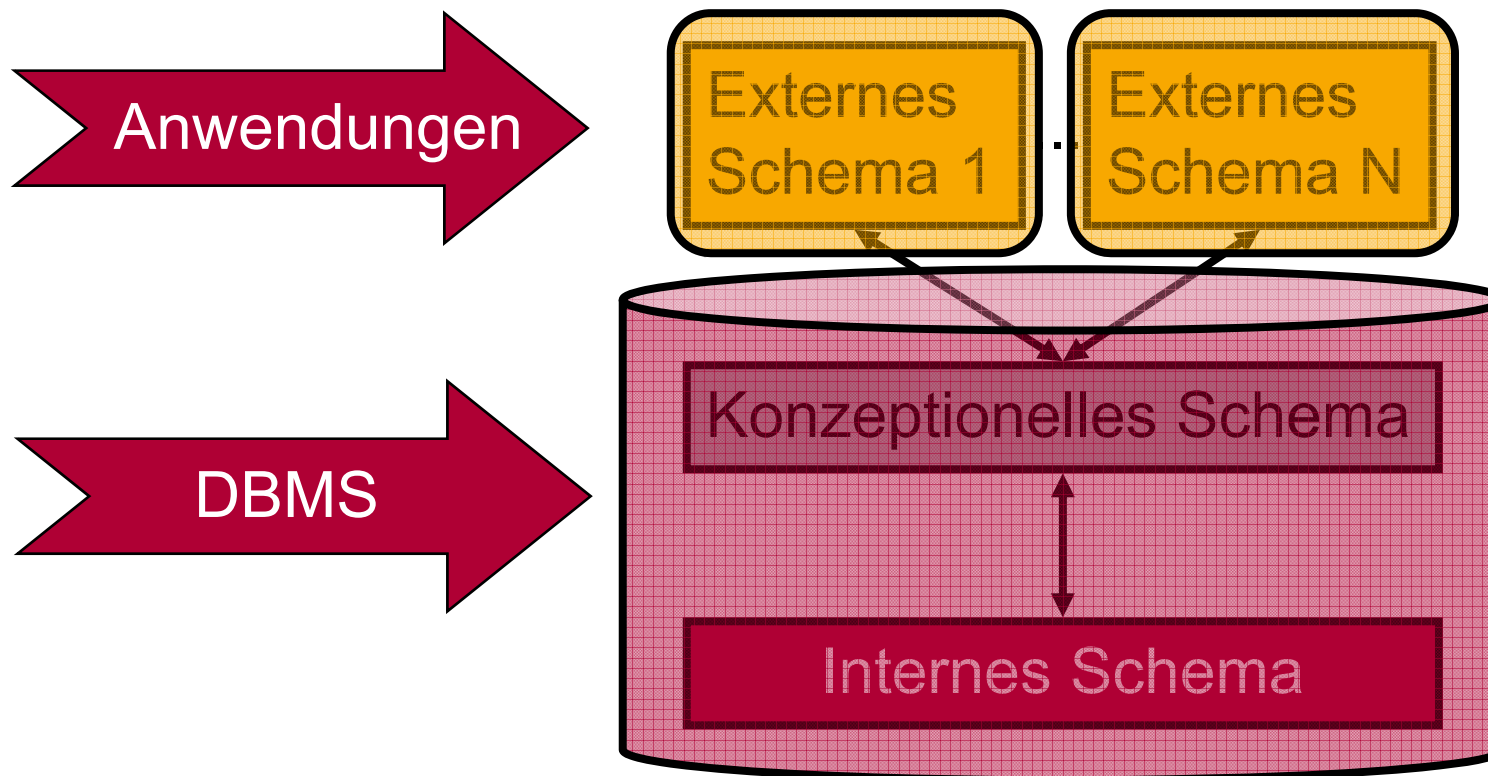 Anwendungen
Externes
Schema 1
...
Externes
Schema N
Konzeptionelles Schema
DBMS
Internes Schema